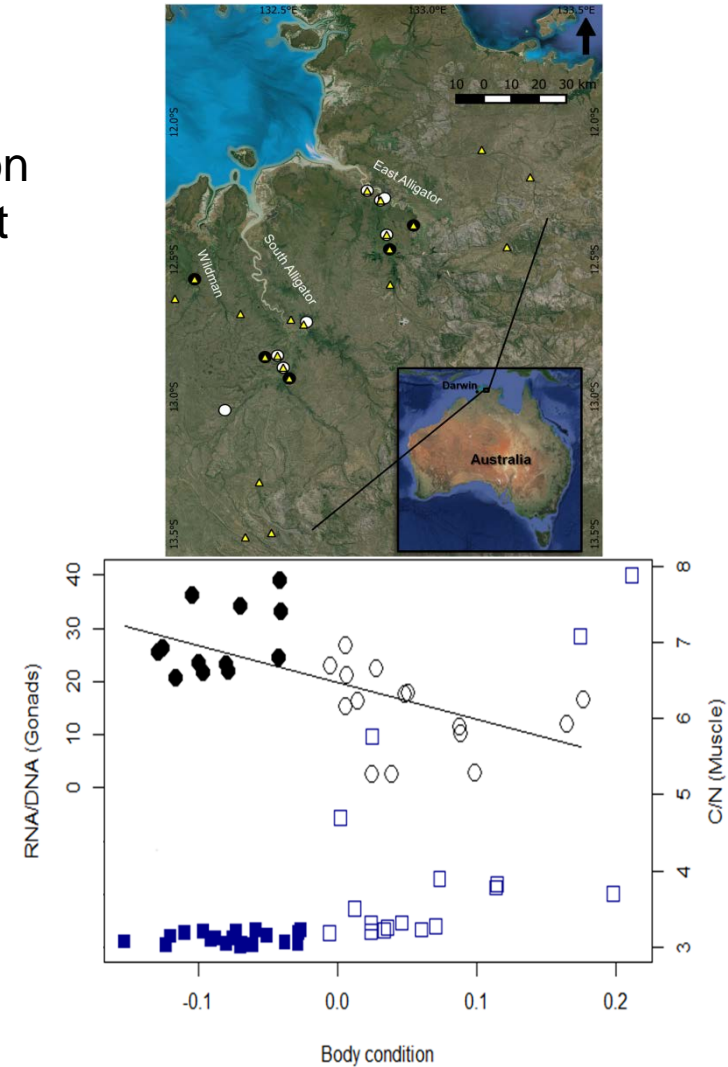 on
t
132.5°E
133.0°E
133.5°E
10 0 10 20 30 km
12.0°S
12.0°S
East Alligator
South Alligator
Wildman
12.5°S
12.5°S
13.0°S
13.0°S
13.5°S
13.5°S
Darwin
Australia
RNA/DNA (Gonads)
40
30
20
10
0
8
7
6
5
4
3
C/N (Muscle)
-0.1 0.0 0.1 0.2
Body condition